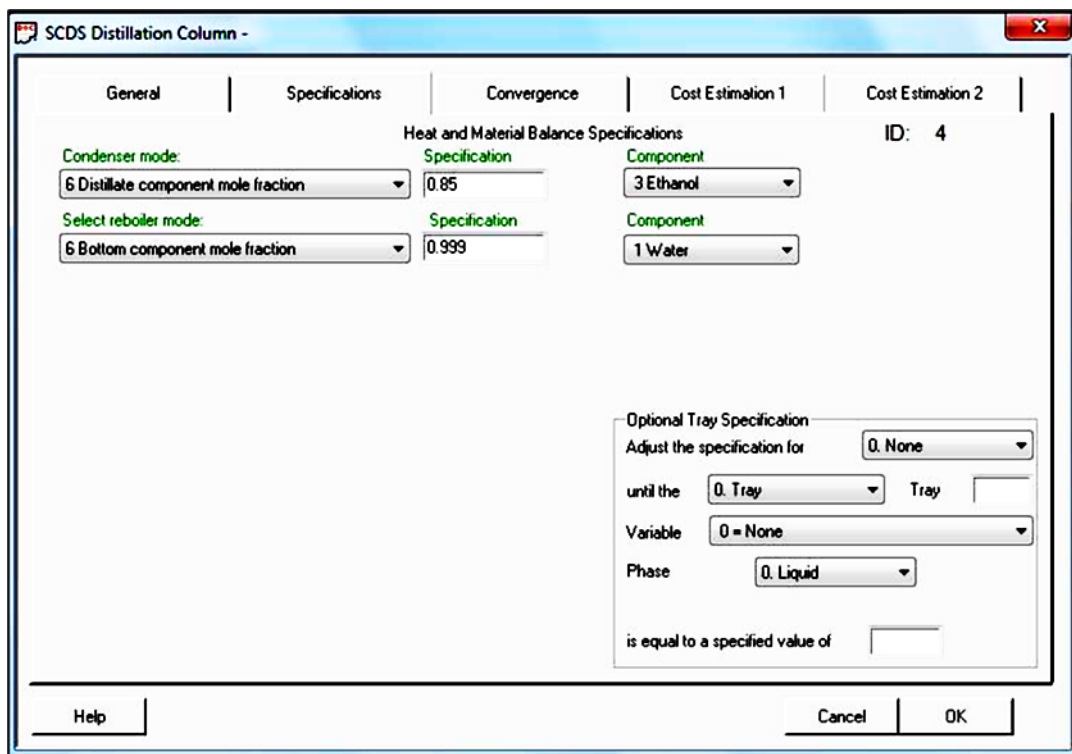 SCDS Distillation Column -
General Specifications Convergence Cost Estimation 1 Cost Estimation 2
Heat and Material Balance Specifications ID: 4
Condenser mode: Specification Component
6 Distillate component mole fraction 0.85 3 Ethanol
Select reboiler mode: Specification Component
6 Bottom component mole fraction 0.999 1 Water
Optional Tray Specification
Adjust the specification for 0. None
until the 0. Tray Tray
Variable 0 = None
Phase 0. Liquid
is equal to a specified value of
Help Cancel OK